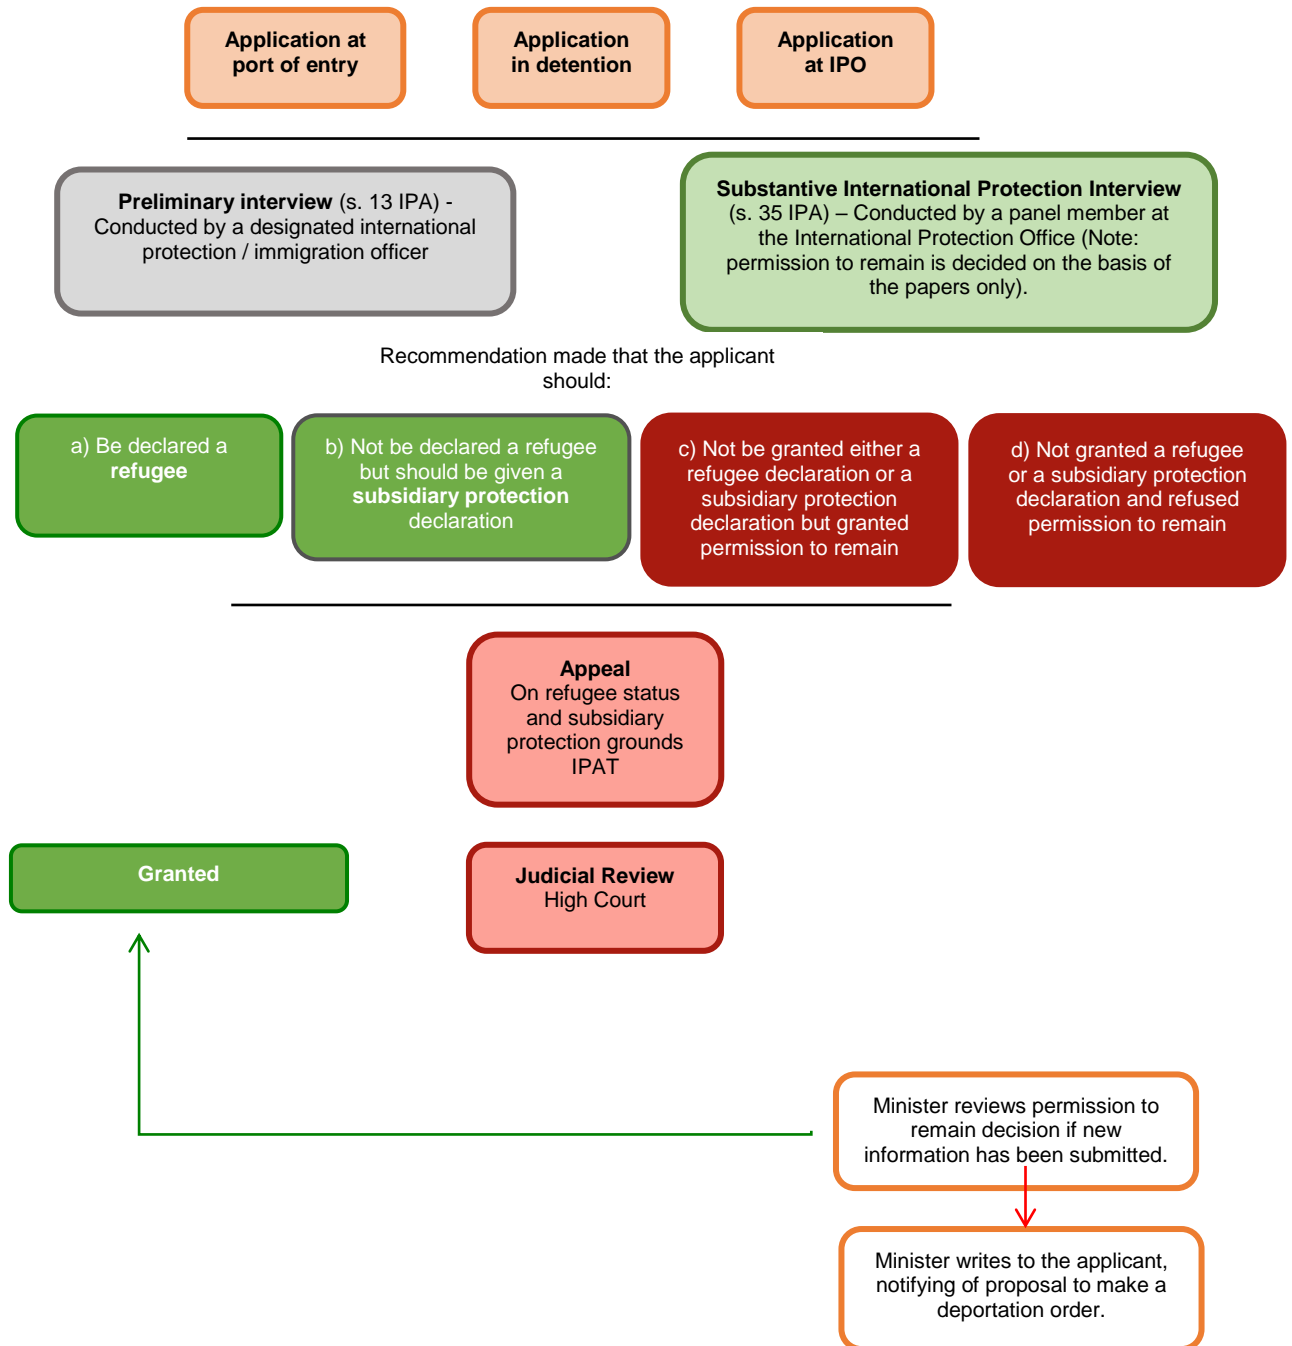 Application at
port of entry
Application
in detention
Application
at IPO
Preliminary interview (s. 13 IPA) -
Conducted by a designated international
protection / immigration officer
Substantive International Protection Interview
(s. 35 IPA) – Conducted by a panel member at
the International Protection Office (Note:
permission to remain is decided on the basis of
the papers only).
Recommendation made that the applicant
should:
a) Be declared a
refugee
b) Not be declared a refugee
but should be given a
subsidiary protection
declaration
c) Not be granted either a
refugee declaration or a
subsidiary protection
declaration but granted
permission to remain
d) Not granted a refugee
or a subsidiary protection
declaration and refused
permission to remain
Appeal
On refugee status
and subsidiary
protection grounds
IPAT
Granted
Judicial Review
High Court
Minister reviews permission to
remain decision if new
information has been submitted.
Minister writes to the applicant,
notifying of proposal to make a
deportation order.